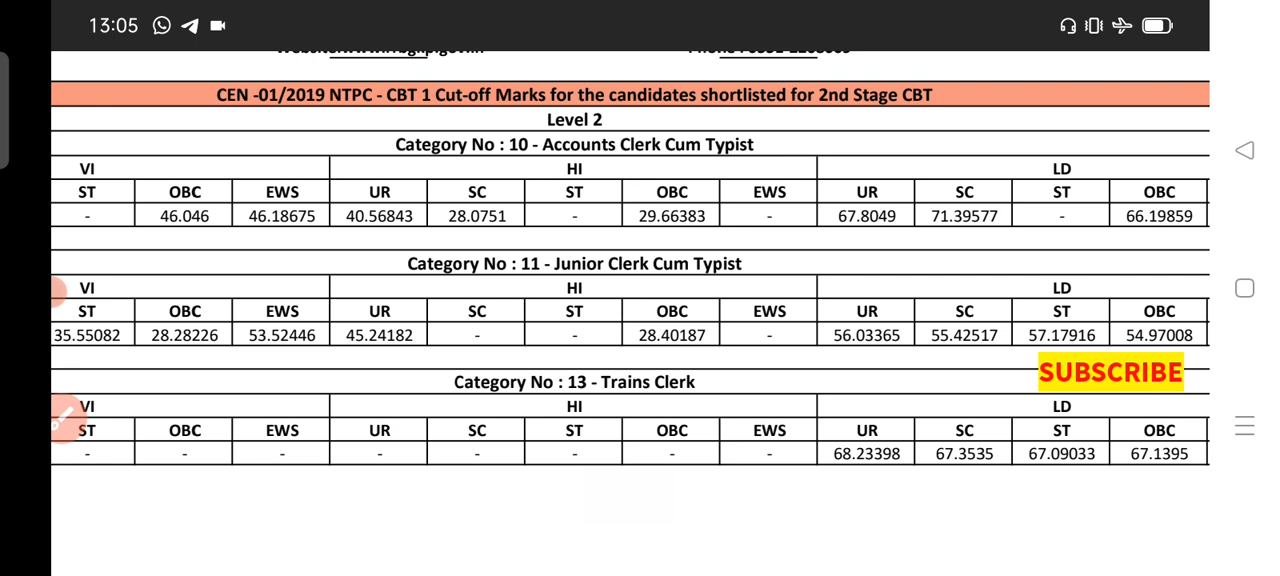 13:05
CEN -01/2019 NTPC - CBT 1 Cut-off Marks for the candidates shortlisted for 2nd Stage CBT
Level 2
Category No : 10 - Accounts Clerk Cum Typist
VI HI LD
ST OBC EWS UR SC ST OBC EWS UR SC ST OBC
- 46.046 46.18675 40.56843 28.0751 - 29.66383 - 67.8049 71.39577 - 66.19859
Category No : 11 - Junior Clerk Cum Typist
VI HI LD
ST OBC EWS UR SC ST OBC EWS UR SC ST OBC
35.55082 28.28226 53.52446 45.24182 - - 28.40187 - 56.03365 55.42517 57.17916 54.97008
SUBSCRIBE
Category No : 13 - Trains Clerk
VI HI LD
ST OBC EWS UR SC ST OBC EWS UR SC ST OBC
- - - - - - - - 68.23398 67.3535 67.09033 67.1395